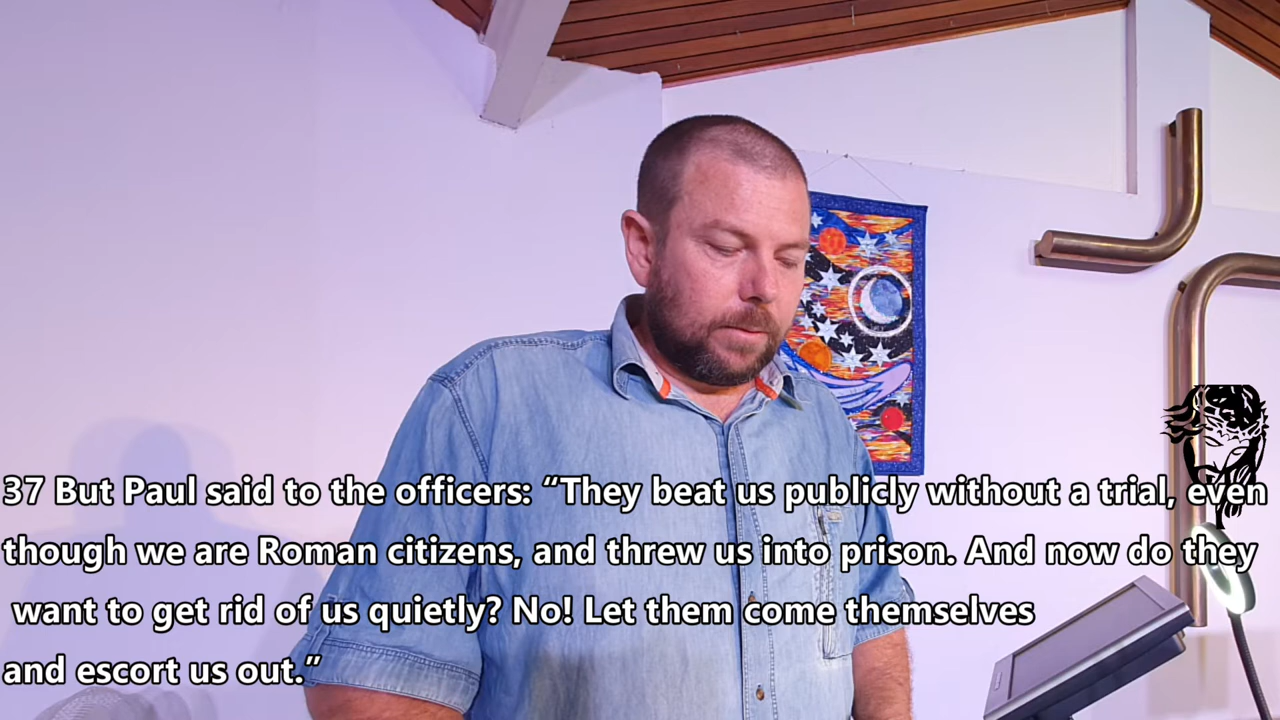 37 But Paul said to the officers: “They beat us publicly without a trial, even
though we are Roman citizens, and threw us into prison. And now do they
want to get rid of us quietly? No! Let them come themselves
and escort us out.”